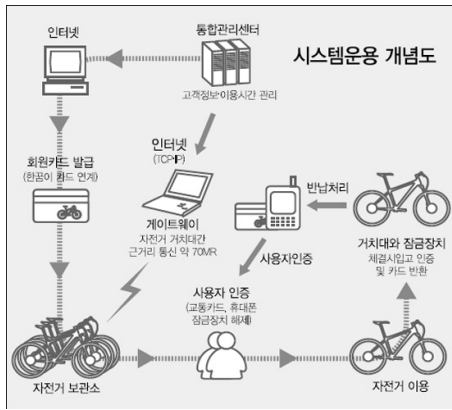 시스템운용 개념도
인터넷
통합관리센터
고객정보·이용시간 관리
인터넷
(TCP·IP)
회원카드 발급
(한꿈이 카드 연계)
게이트웨이
자전거 거치대간
근거리 통신 약 70MR
반납처리
거치대와 잠금장치
체결시입고 인증
및 카드 반환
사용자인증
사용자 인증
(교통카드, 휴대폰
잠금장치 해제)
자전거 보관소
자전거 이용